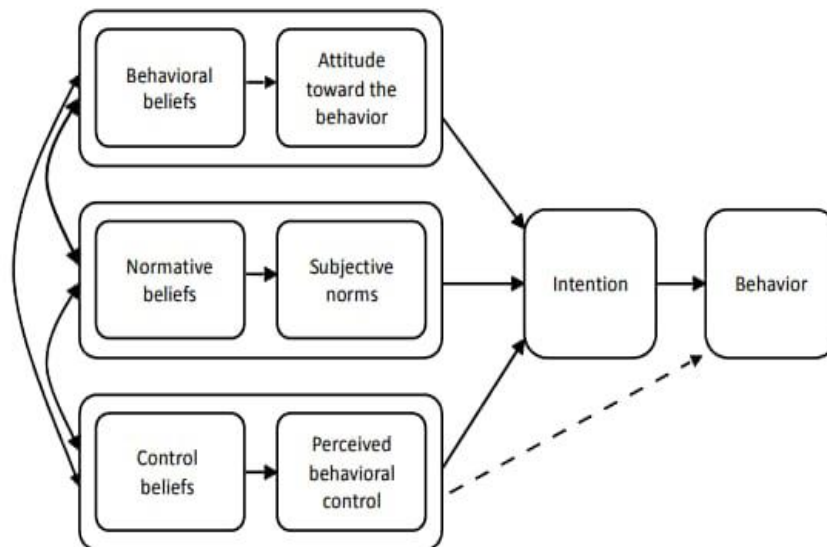 Behavioral
beliefs
Attitude
toward the
behavior
Normative
beliefs
Subjective
norms
Intention
Behavior
Control
beliefs
Perceived
behavioral
control